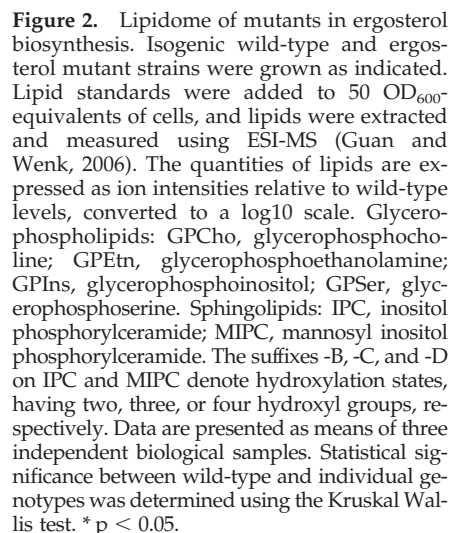 Figure 2. Lipidome of mutants in ergosterol
biosynthesis. Isogenic wild-type and ergos-
terol mutant strains were grown as indicated.
Lipid standards were added to 50 OD600-
equivalents of cells, and lipids were extracted
and measured using ESI-MS (Guan and
Wenk, 2006). The quantities of lipids are ex-
pressed as ion intensities relative to wild-type
levels, converted to a log10 scale. Glycero-
phospholipids: GPCho, glycerophosphocho-
line; GPEtn, glycerophosphoethanolamine;
GPIns, glycerophosphoinositol; GPSer, glyc-
erophosphoserine. Sphingolipids: IPC, inositol
phosphorylceramide; MIPC, mannosyl inositol
phosphorylceramide. The suffixes -B, -C, and -D
on IPC and MIPC denote hydroxylation states,
having two, three, or four hydroxyl groups, re-
spectively. Data are presented as means of three
independent biological samples. Statistical sig-
nificance between wild-type and individual ge-
notypes was determined using the Kruskal Wal-
lis test. * p < 0.05.